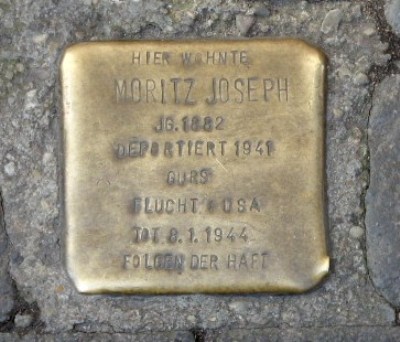 HIER WOHNTE
MORITZ JOSEPH
JG. 1882
DEPORTIERT 1941
GURS
FLUCHT USA
TOT 8.1.1944
FOLGEN DER HAFT